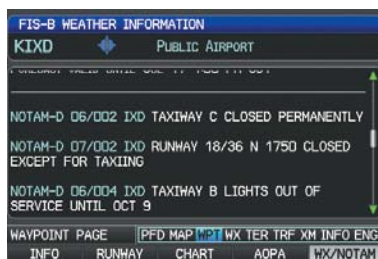 FIS-B WEATHER INFORMATION
KIXD PUBLIC AIRPORT
NOTAM-D 06/002 IXD TAXIWAY C CLOSED PERMANENTLY
NOTAM-D 07/002 IXD RUNWAY 18/36 N 1750 CLOSED
EXCEPT FOR TAXIING
NOTAM-D 06/004 IXD TAXIWAY B LIGHTS OUT OF
SERVICE UNTIL OCT 9
WAYPOINT PAGE PFD MAP WPT WX TER TRF XM INFO ENG
INFO RUNWAY CHART AOPA WX/NOTAM